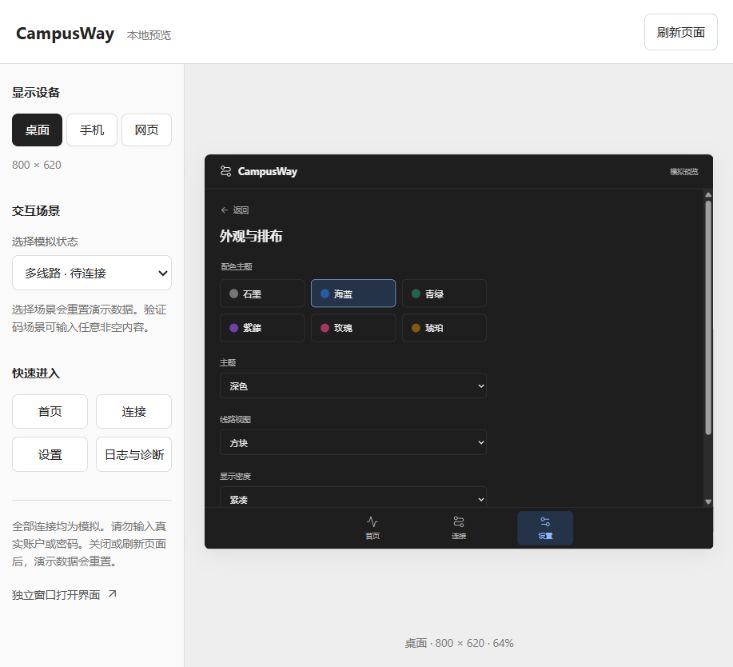 CampusWay 本地预览
刷新页面
显示设备
桌面 手机 网页
800 × 620
交互场景
选择模拟状态
多线路 · 待连接
选择场景会重置演示数据。验证
码场景可输入任意非空内容。
快速进入
首页 连接
设置 日志与诊断
全部连接均为模拟。请勿输入真
实账户或密码。关闭或刷新页面
后，演示数据会重置。
独立窗口打开界面
CampusWay
模拟预览
返回
外观与排布
配色主题
石墨 海蓝 青绿
紫藤 玫瑰 琥珀
主题
深色
线路视图
方块
显示密度
紧凑
首页 连接 设置
桌面 · 800 × 620 · 64%